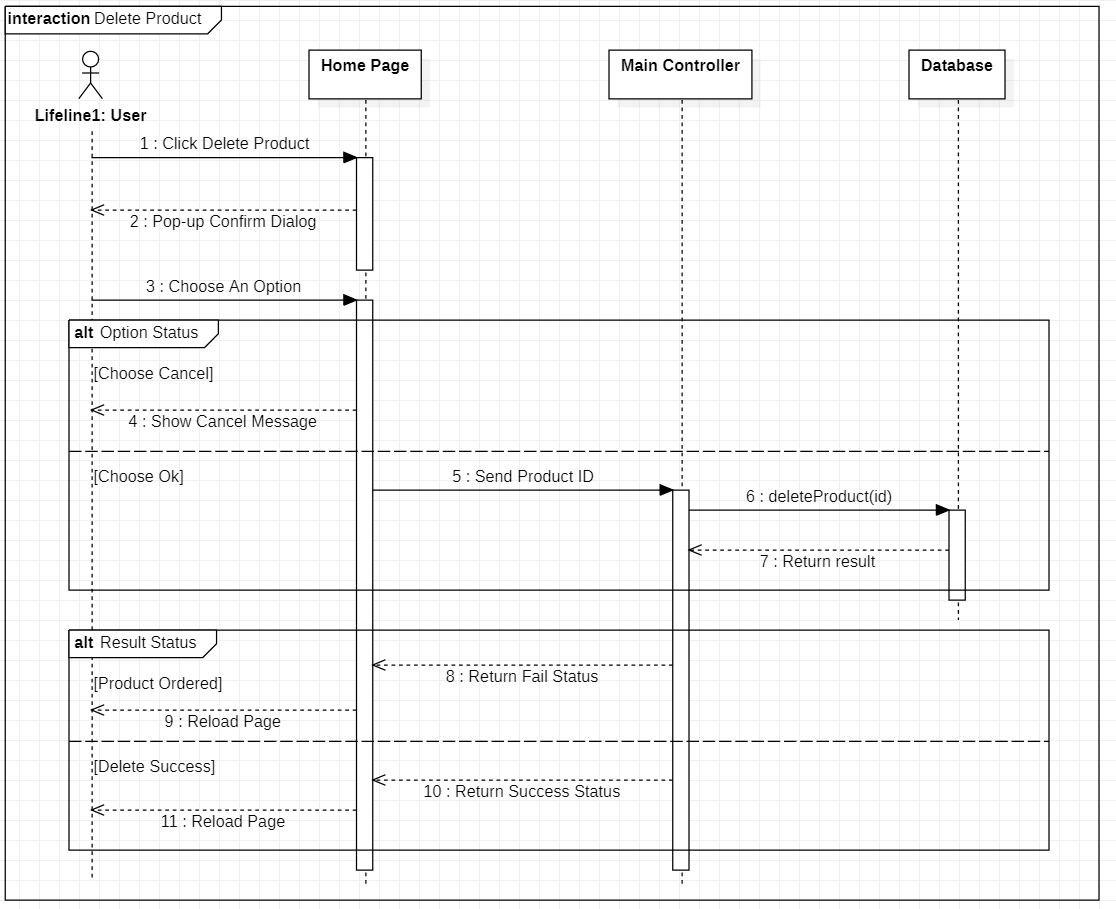 interaction Delete Product
Home Page
Main Controller
Database
Lifeline1: User
1 : Click Delete Product
2 : Pop-up Confirm Dialog
3 : Choose An Option
alt Option Status
[Choose Cancel]
4 : Show Cancel Message
[Choose Ok]
5 : Send Product ID
6 : deleteProduct(id)
7 : Return result
alt Result Status
8 : Return Fail Status
[Product Ordered]
9 : Reload Page
[Delete Success]
10 : Return Success Status
11 : Reload Page